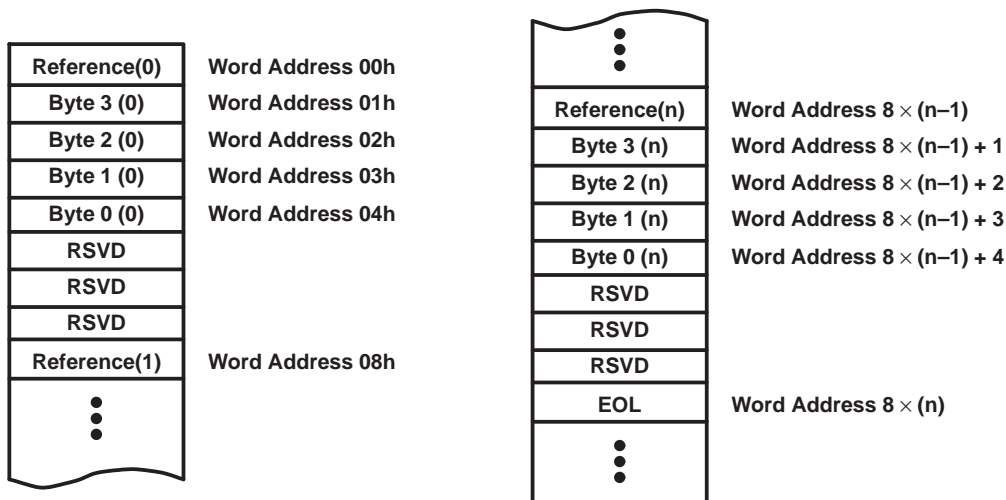 Reference(0) Word Address 00h
Byte 3 (0) Word Address 01h
Byte 2 (0) Word Address 02h
Byte 1 (0) Word Address 03h
Byte 0 (0) Word Address 04h
RSVD
RSVD
RSVD
Reference(1) Word Address 08h
Reference(n) Word Address 8 × (n–1)
Byte 3 (n) Word Address 8 × (n–1) + 1
Byte 2 (n) Word Address 8 × (n–1) + 2
Byte 1 (n) Word Address 8 × (n–1) + 3
Byte 0 (n) Word Address 8 × (n–1) + 4
RSVD
RSVD
RSVD
EOL Word Address 8 × (n)